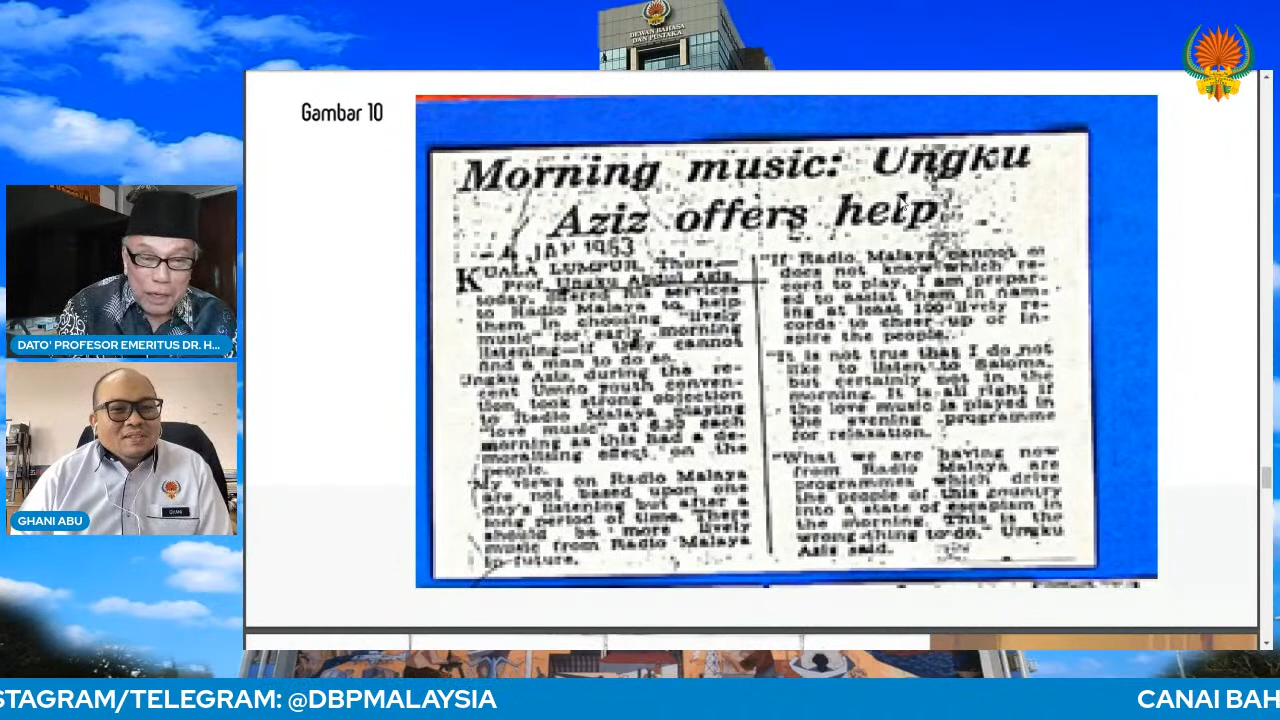 DEWAN BAHASA
DAN PUSTAKA
Gambar 10
Morning music: Ungku
Aziz offers help
4 JAN 1963
KUALA LUMPUR, Thurs.—
Prof. Ungku Abdul Aziz
today, offered his services
to Radio Malaya to help
them in choosing "lively
music" for early morning
listening—if they cannot
find a man to do so.
Ungku Aziz, during the re-
cent Umno youth conven-
tion, took strong objection
to Radio Malaya playing
"love music" at 6.30 each
morning as this had a de-
moralising effect on the
people.
"My views on Radio Malaya
are not based upon one
day's listening but after a
long period of time. There
should be more lively
music from Radio Malaya
in future.
"If Radio Malaya cannot or
does not know which re-
cord to play, I am prepar-
ed to assist them in nam-
ing at least 100 lively re-
cords to cheer up or in-
spire the people.
"It is not true that I do not
like to listen to Saloma,
but certainly not in the
morning. It is all right if
the love music is played in
the evening programme
for relaxation.
"What we are having now
from Radio Malaya are
programmes which drive
the people of this country
into a state of escapism in
the morning. This is the
wrong thing to do." Ungku
Aziz said.
DATO' PROFESOR EMERITUS DR. H...
GHANI ABU
GHANI
STAGRAM/TELEGRAM: @DBPMALAYSIA
CANAI BAH